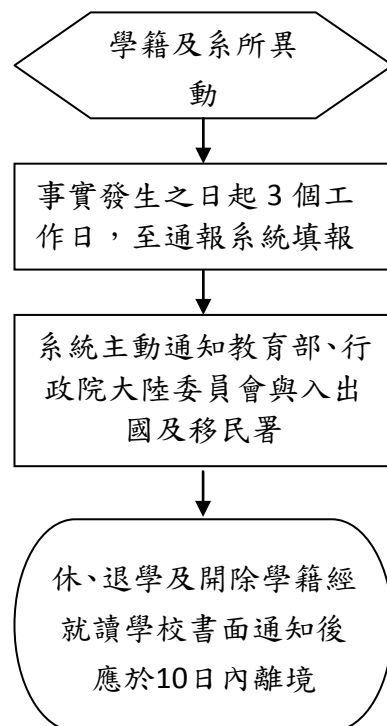 學籍及系所異
動
事實發生之日起 3 個工
作日，至通報系統填報
系統主動通知教育部、行
政院大陸委員會與入出
國及移民署
休、退學及開除學籍經
就讀學校書面通知後
應於10日內離境